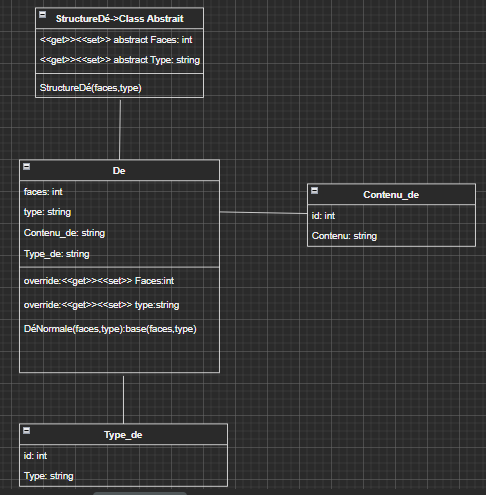 StructureDé->Class Abstrait
<<get>><<set>> abstract Faces: int
<<get>><<set>> abstract Type: string
StructureDé(faces,type)
De
faces: int
type: string
Contenu_de: string
Type_de: string
override:<<get>><<set>> Faces:int
override:<<get>><<set>> type:string
DéNormale(faces,type):base(faces,type)
Contenu_de
id: int
Contenu: string
Type_de
id: int
Type: string